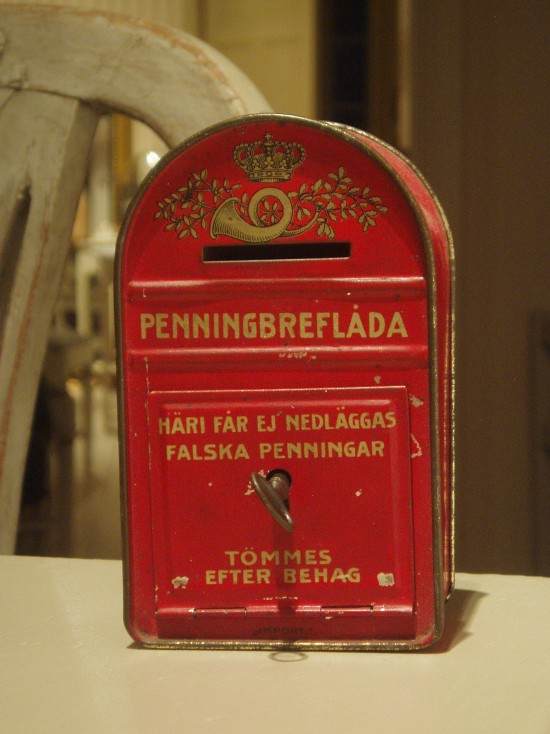 PENNINGBREFLÅDA
HÄRI FÅR EJ NEDLÄGGAS
FALSKA PENNINGAR
TÖMMES
EFTER BEHAG